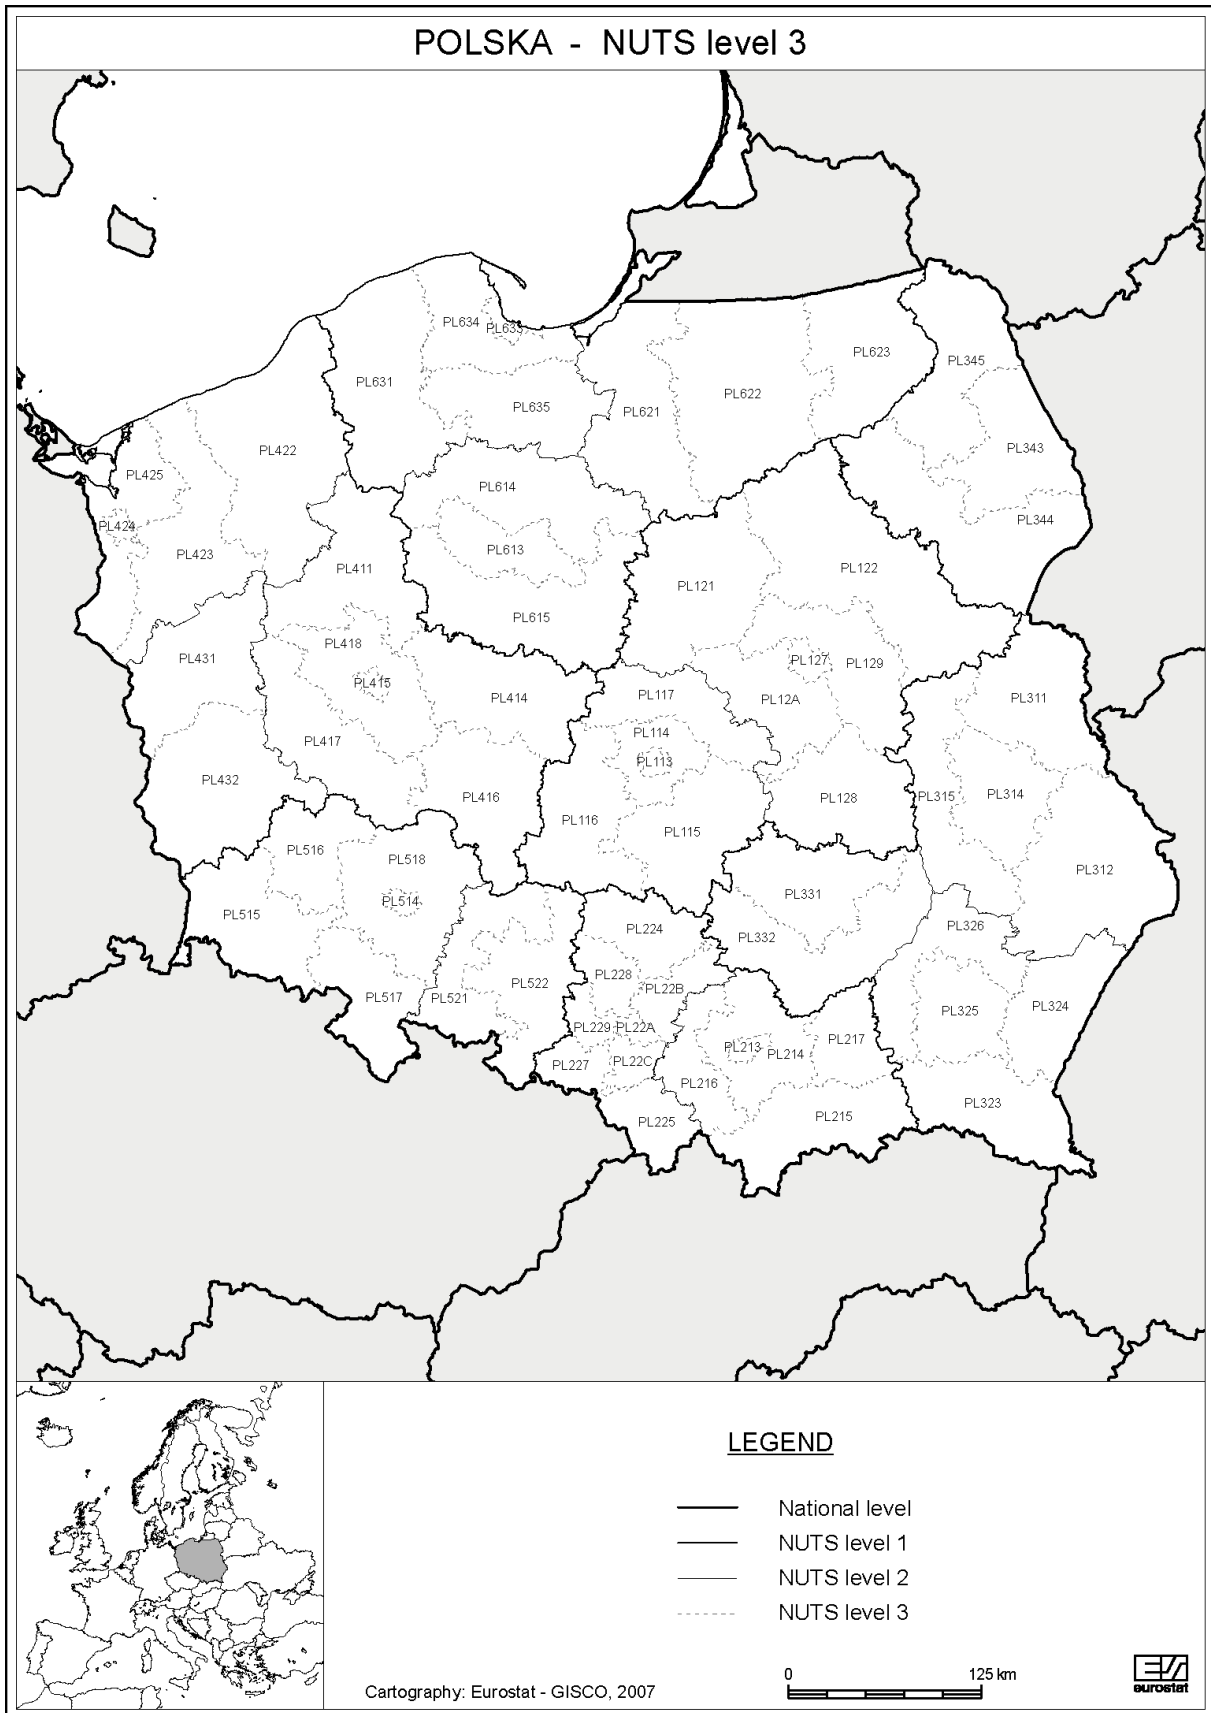 POLSKA - NUTS level 3
PL634
PL633
PL623
PL345
PL631
PL622
PL635
PL621
PL422
PL343
PL425
PL614
PL344
PL424
PL613
PL423
PL411
PL122
PL121
PL615
PL418
PL431
PL127
PL129
PL415
PL117
PL414
PL12A
PL311
PL114
PL417
PL113
PL432
PL416
PL128
PL315
PL314
PL116
PL115
PL516
PL518
PL312
PL331
PL514
PL515
PL224
PL326
PL332
PL228
PL522
PL22B
PL517
PL521
PL324
PL325
PL229
PL22A
PL217
PL213
PL214
PL227
PL22C
PL216
PL323
PL225
PL215
LEGEND
National level
NUTS level 1
NUTS level 2
NUTS level 3
0 125 km
Cartography: Eurostat - GISCO, 2007
eurostat